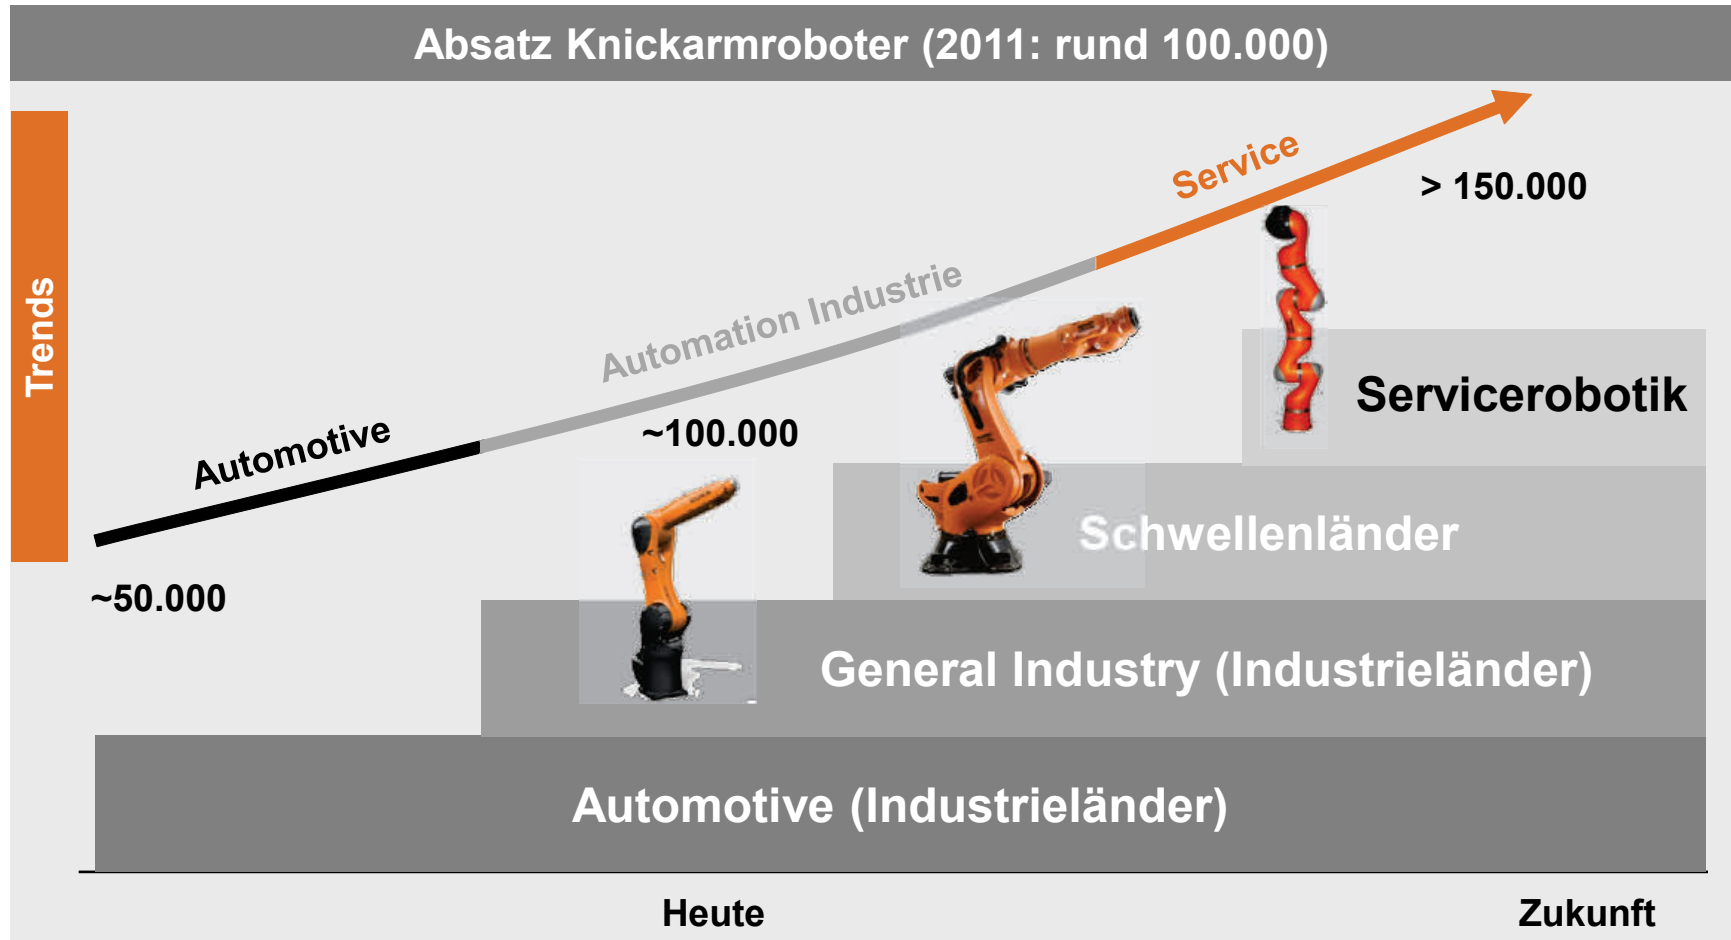 Absatz Knickarmroboter (2011: rund 100.000)
Trends
Service
> 150.000
Automation Industrie
Automotive
~100.000
~50.000
Servicerobotik
Schwellenländer
General Industry (Industrieländer)
Automotive (Industrieländer)
Heute
Zukunft